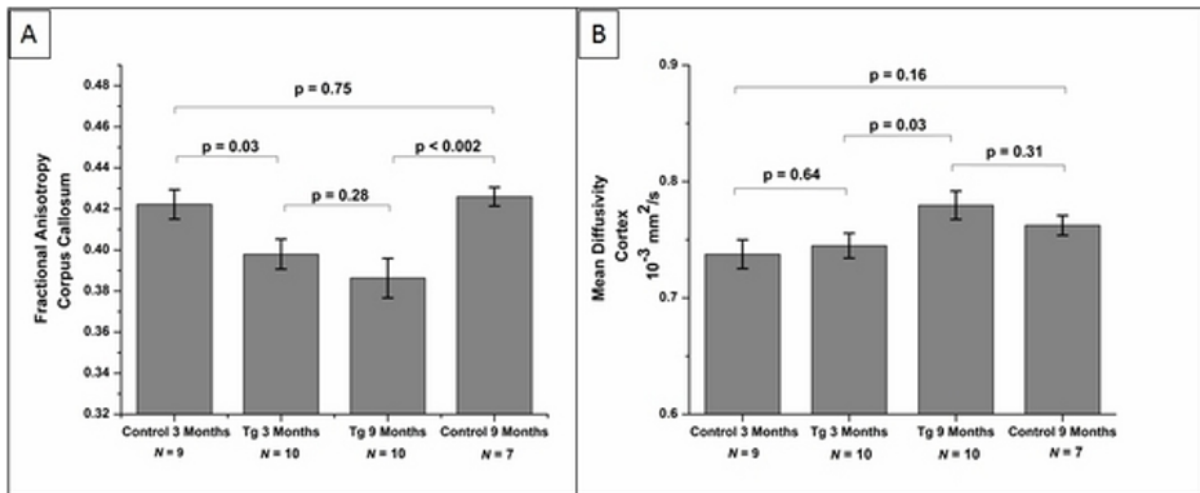 A
Fractional Anisotropy
Corpus Callosum
0.48
0.46
0.44
0.42
0.40
0.38
0.36
0.34
0.32
p = 0.75
p = 0.03
p < 0.002
p = 0.28
Control 3 Months
Tg 3 Months
Tg 9 Months
Control 9 Months
N = 9
N = 10
N = 10
N = 7
B
Mean Diffusivity
Cortex
10⁻³ mm²/s
0.9
0.8
0.7
0.6
p = 0.16
p = 0.03
p = 0.31
p = 0.64
Control 3 Months
Tg 3 Months
Tg 9 Months
Control 9 Months
N = 9
N = 10
N = 10
N = 7